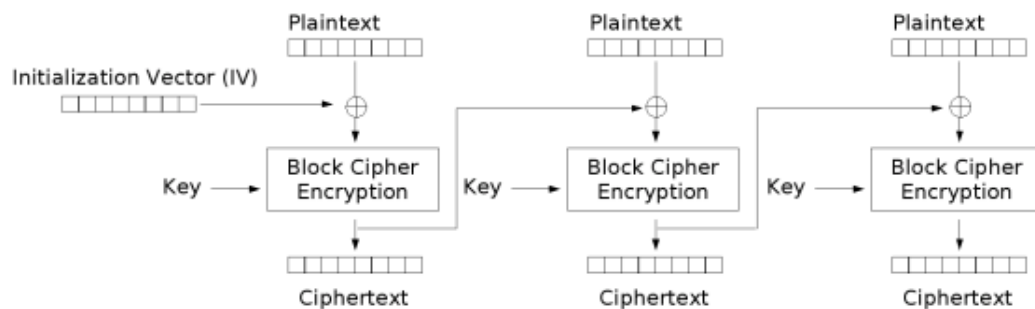 Plaintext
Plaintext
Plaintext
Initialization Vector (IV)
Key
Block Cipher
Encryption
Key
Block Cipher
Encryption
Key
Block Cipher
Encryption
Ciphertext
Ciphertext
Ciphertext